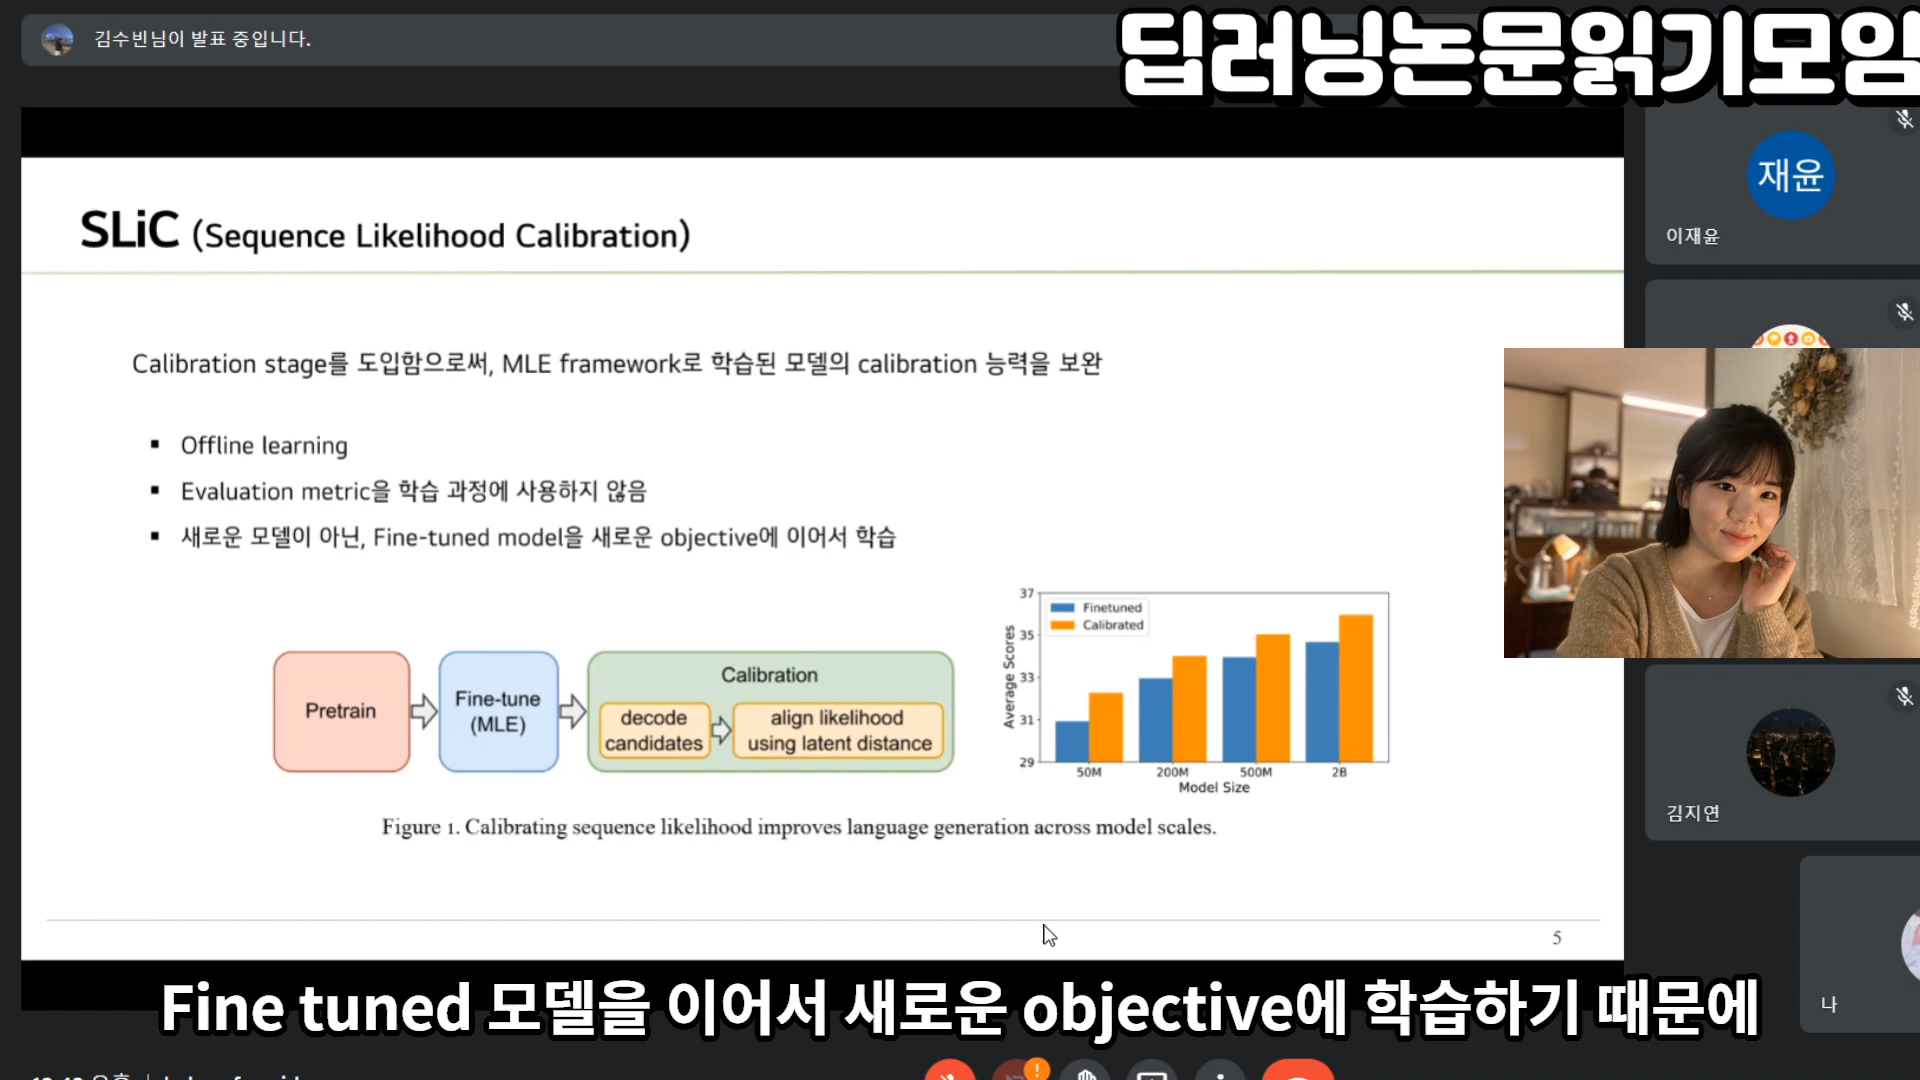 김수빈님이 발표 중입니다.
딥러닝논문읽기모임
재윤
이재윤
SLiC (Sequence Likelihood Calibration)
Calibration stage를 도입함으로써, MLE framework로 학습된 모델의 calibration 능력을 보완
▪ Offline learning
▪ Evaluation metric을 학습 과정에 사용하지 않음
▪ 새로운 모델이 아닌, Fine-tuned model을 새로운 objective에 이어서 학습
Pretrain
Fine-tune
(MLE)
Calibration
decode
candidates
align likelihood
using latent distance
Finetuned
Calibrated
37
35
33
31
29
Average Scores
50M 200M 500M 2B
Model Size
Figure 1. Calibrating sequence likelihood improves language generation across model scales.
5
김지연
나
Fine tuned 모델을 이어서 새로운 objective에 학습하기 때문에